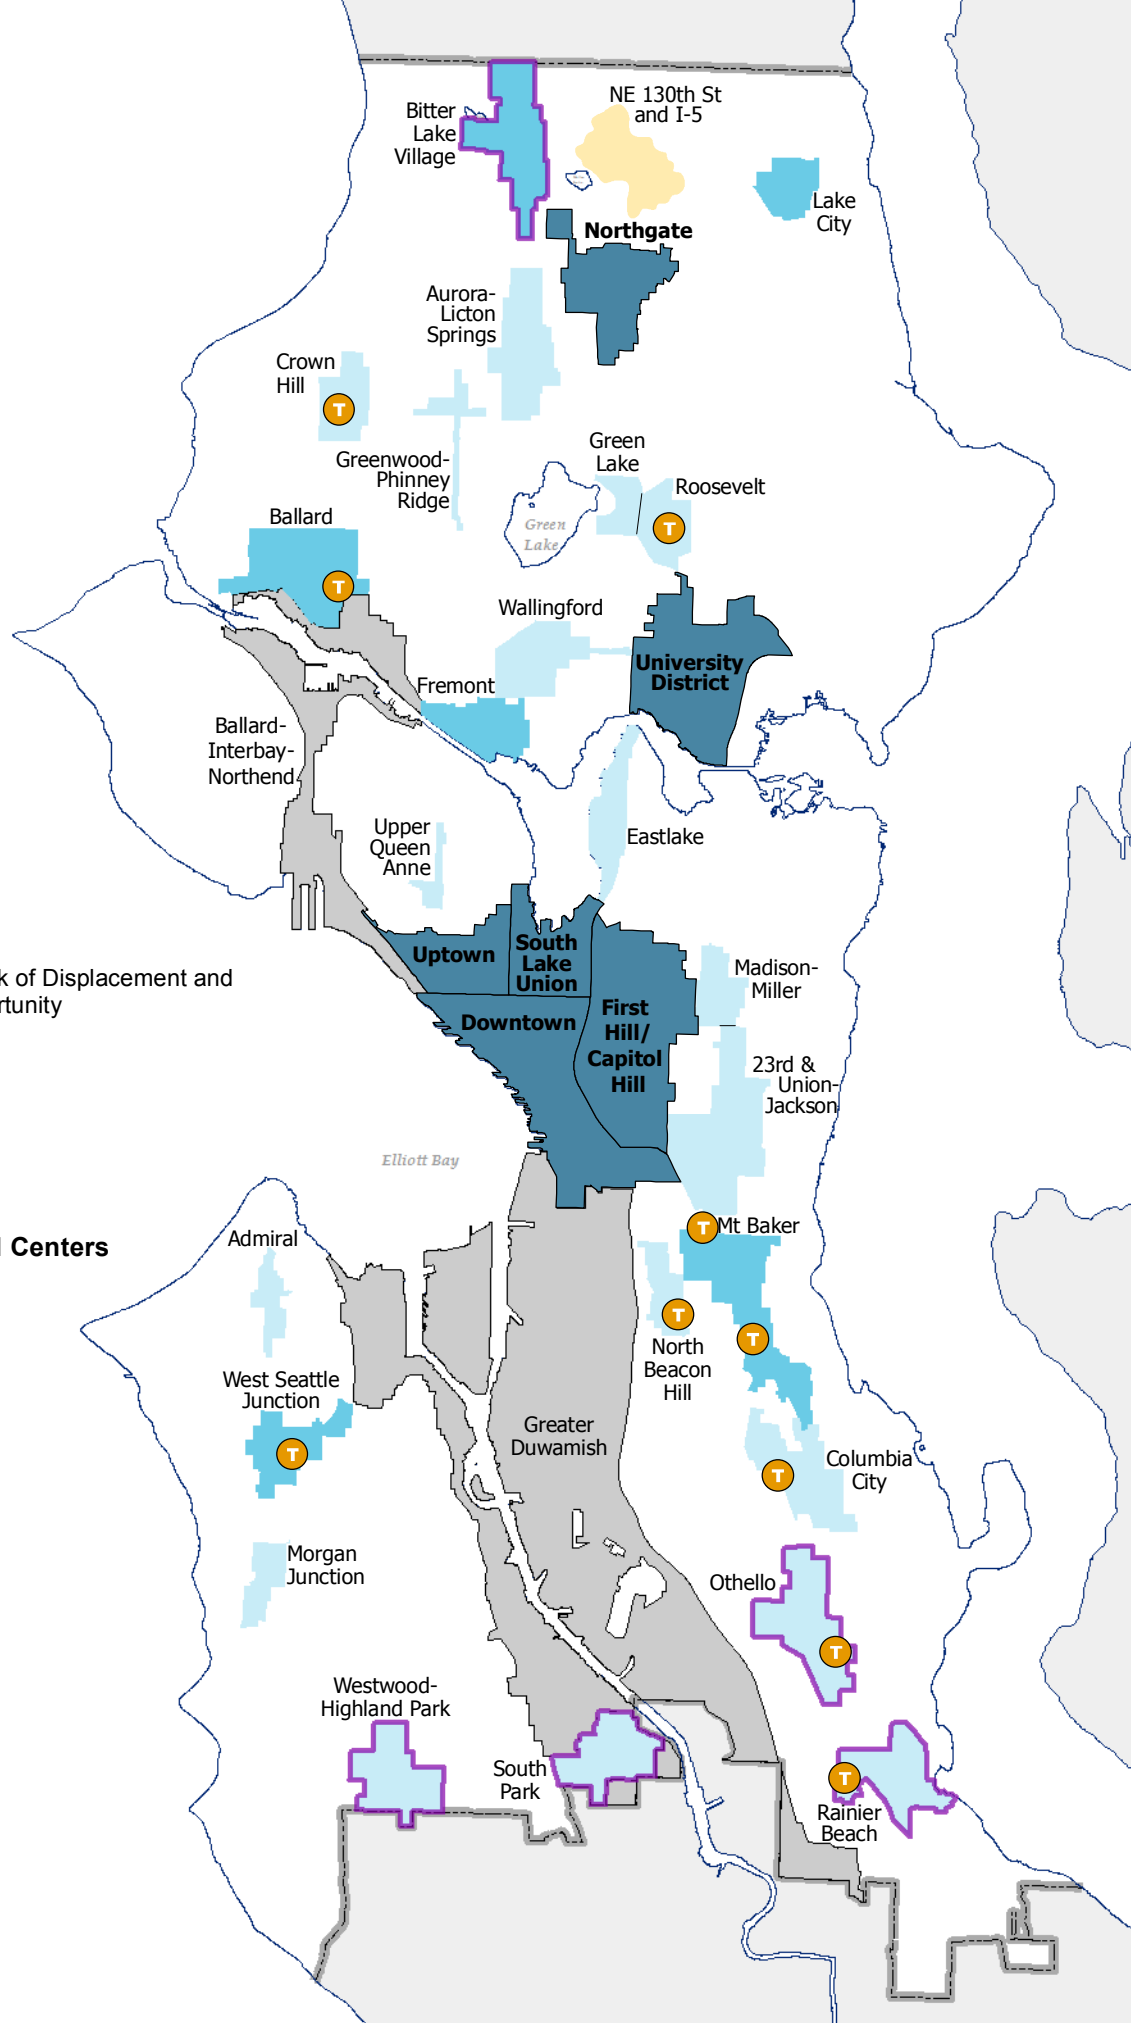 NE 130th St
and I-5
Bitter
Lake
Village
Lake
City
Northgate
Aurora-
Licton
Springs
Crown
Hill
T
Greenwood-
Phinney
Ridge
Green
Lake
Roosevelt
T
Green
Lake
Ballard
T
Wallingford
University
District
Fremont
Ballard-
Interbay-
Northend
Upper
Queen
Anne
Eastlake
Uptown
South
Lake
Union
Madison-
Miller
k of Displacement and
rtunity
Downtown
First
Hill/
Capitol
Hill
23rd &
Union-
Jackson
Elliott Bay
T
Mt Baker
Admiral
l Centers
T
T
North
Beacon
Hill
West Seattle
Junction
T
Greater
Duwamish
Columbia
City
T
Morgan
Junction
Othello
T
Westwood-
Highland Park
South
Park
T
Rainier
Beach